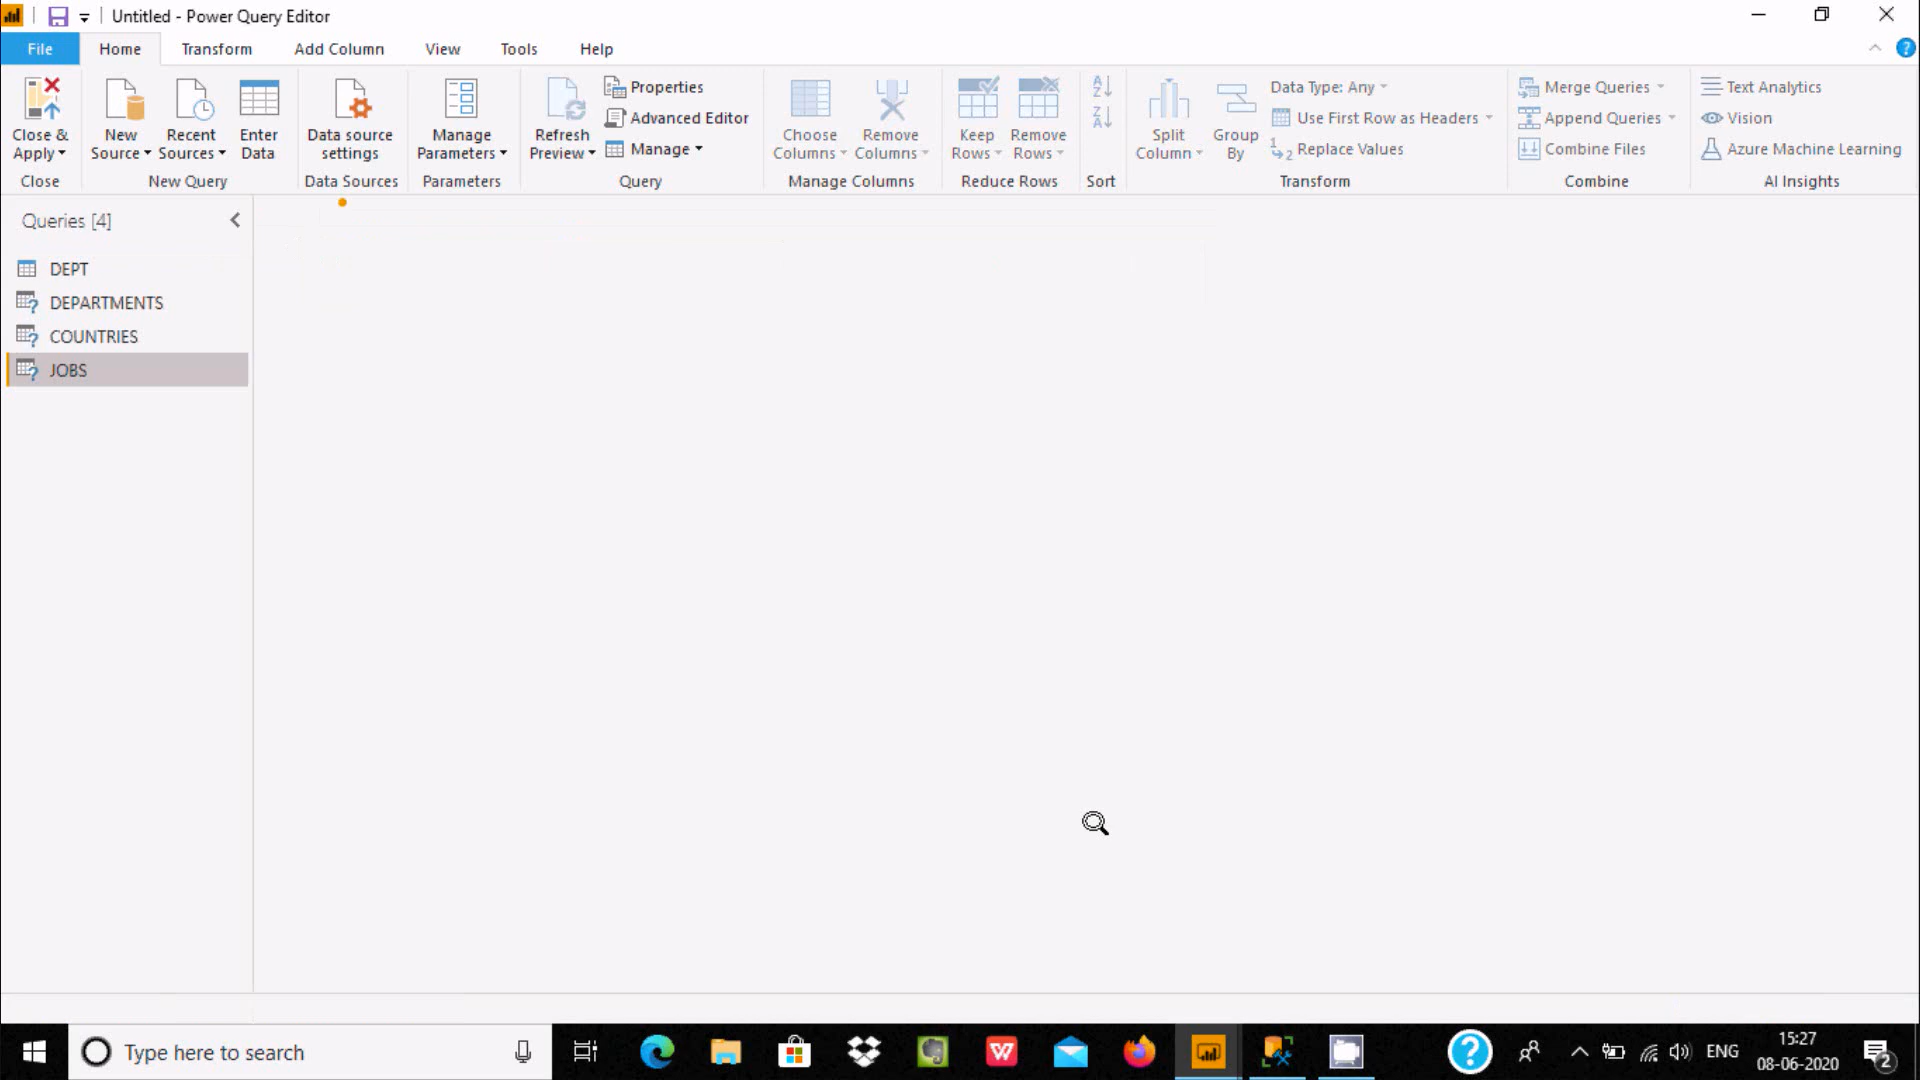 Untitled - Power Query Editor
File Home Transform Add Column View Tools Help
Close & Apply
New Source
Recent Sources
Enter Data
Data source settings
Manage Parameters
Refresh Preview
Properties
Advanced Editor
Manage
Choose Columns
Remove Columns
Keep Rows
Remove Rows
A
Z
Z
A
Split Column
Group By
Data Type: Any
Use First Row as Headers
1
2 Replace Values
Merge Queries
Append Queries
Combine Files
Text Analytics
Vision
Azure Machine Learning
Close New Query Data Sources Parameters Query Manage Columns Reduce Rows Sort Transform Combine AI Insights
Queries [4]
DEPT
DEPARTMENTS
COUNTRIES
JOBS
Type here to search
ENG
15:27
08-06-2020
2